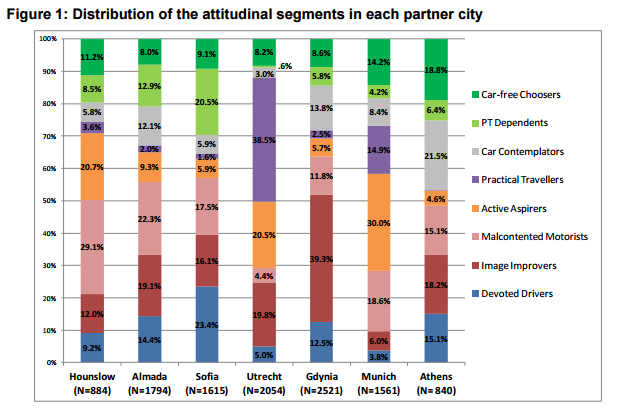 Figure 1: Distribution of the attitudinal segments in each partner city
100%
90%
80%
70%
60%
50%
40%
30%
20%
10%
0%
11.2%
8.5%
5.8%
3.6%
20.7%
29.1%
12.0%
9.2%
8.0%
12.9%
12.1%
2.0%
9.3%
22.3%
19.1%
14.4%
9.1%
20.5%
5.9%
1.6%
5.9%
17.5%
16.1%
23.4%
8.2%
.6%
3.0%
38.5%
20.5%
4.4%
19.8%
5.0%
8.6%
5.8%
13.8%
2.5%
5.7%
11.8%
39.3%
12.5%
14.2%
4.2%
8.4%
14.9%
30.0%
18.6%
6.0%
3.8%
18.8%
6.4%
21.5%
4.6%
15.1%
18.2%
15.1%
Car-free Choosers
PT Dependents
Car Contemplators
Practical Travellers
Active Aspirers
Malcontented Motorists
Image Improvers
Devoted Drivers
Hounslow
(N=884)
Almada
(N=1794)
Sofia
(N=1615)
Utrecht
(N=2054)
Gdynia
(N=2521)
Munich
(N=1561)
Athens
(N= 840)